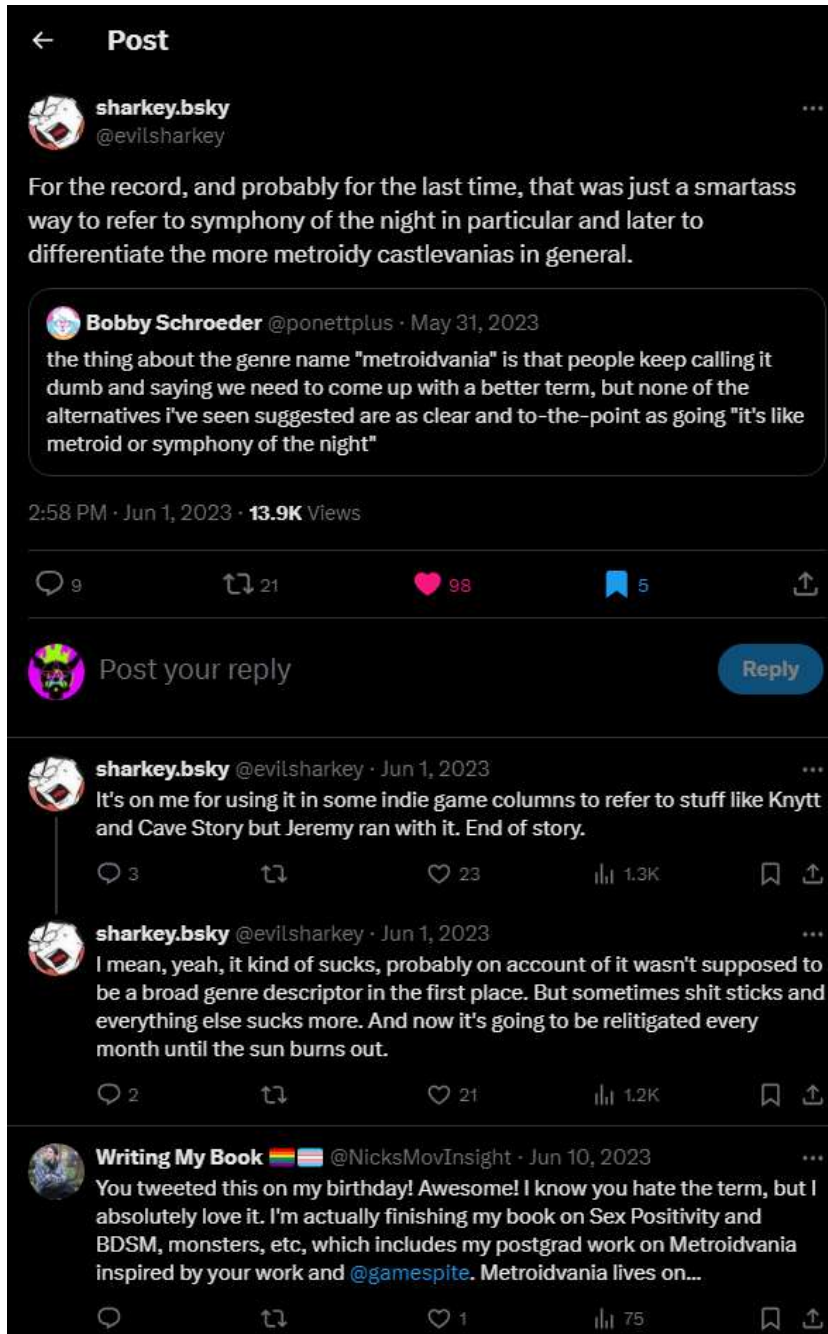 Post
sharkey.bsky
@evilsharkey
For the record, and probably for the last time, that was just a smartass
way to refer to symphony of the night in particular and later to
differentiate the more metroidy castlevanias in general.
Bobby Schroeder @ponettplus · May 31, 2023
the thing about the genre name "metroidvania" is that people keep calling it
dumb and saying we need to come up with a better term, but none of the
alternatives i've seen suggested are as clear and to-the-point as going "it's like
metroid or symphony of the night"
2:58 PM · Jun 1, 2023 · 13.9K Views
9 21 98 5
Post your reply Reply
sharkey.bsky @evilsharkey · Jun 1, 2023
It's on me for using it in some indie game columns to refer to stuff like Knytt
and Cave Story but Jeremy ran with it. End of story.
3 23 1.3K
sharkey.bsky @evilsharkey · Jun 1, 2023
I mean, yeah, it kind of sucks, probably on account of it wasn't supposed to
be a broad genre descriptor in the first place. But sometimes shit sticks and
everything else sucks more. And now it's going to be relitigated every
month until the sun burns out.
2 21 1.2K
Writing My Book 🏳️‍🌈🏳️‍⚧️ @NicksMovInsight · Jun 10, 2023
You tweeted this on my birthday! Awesome! I know you hate the term, but I
absolutely love it. I'm actually finishing my book on Sex Positivity and
BDSM, monsters, etc, which includes my postgrad work on Metroidvania
inspired by your work and @gamespite. Metroidvania lives on...
1 75